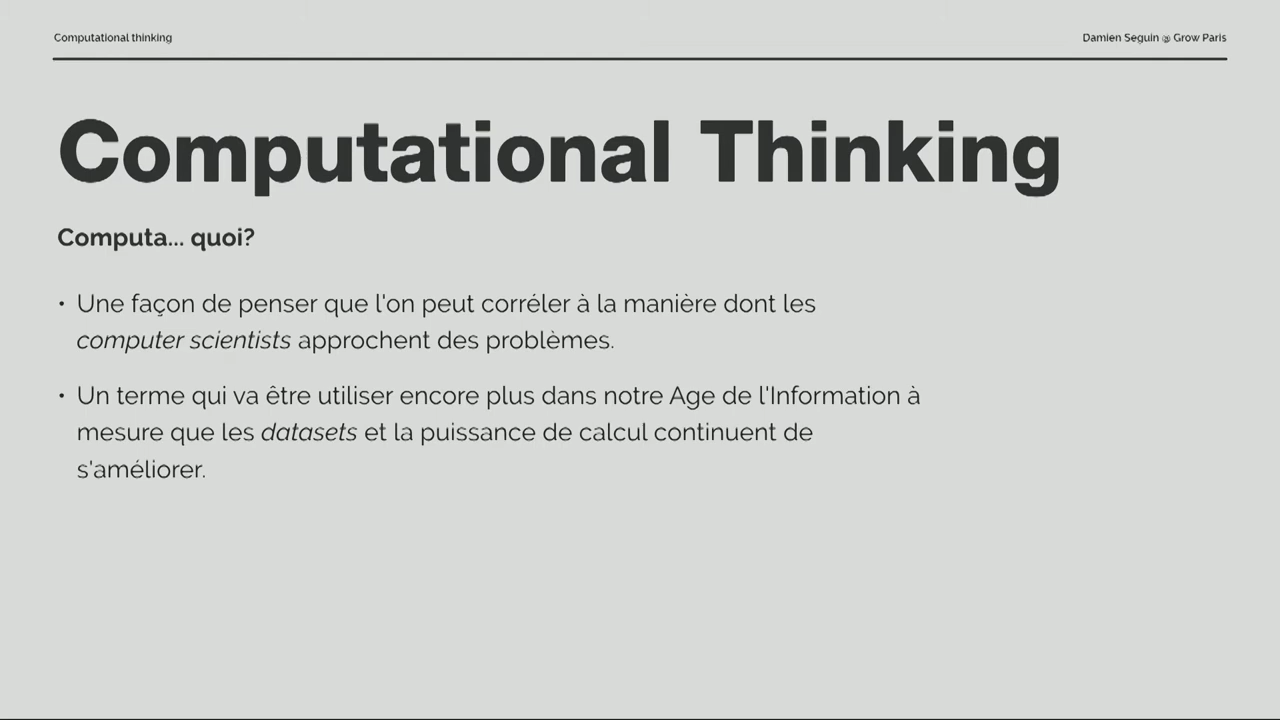 Computational thinking
Damien Seguin @ Grow Paris
Computational Thinking
Computa... quoi?
• Une façon de penser que l'on peut corréler à la manière dont les
computer scientists approchent des problèmes.
• Un terme qui va être utiliser encore plus dans notre Age de l'Information à
mesure que les datasets et la puissance de calcul continuent de
s'améliorer.